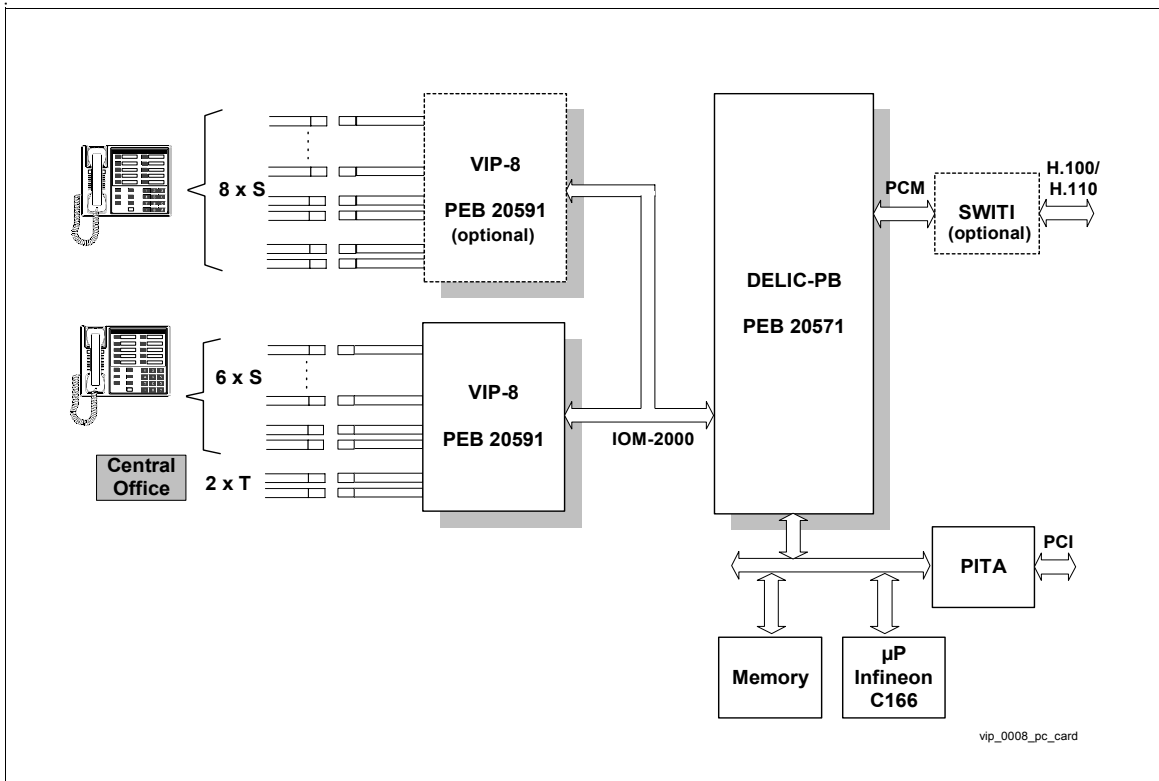 8 x S
VIP-8
PEB 20591
(optional)
PCM
SWITI
(optional)
H.100/
H.110
DELIC-PB
PEB 20571
6 x S
VIP-8
PEB 20591
IOM-2000
Central
Office
2 x T
PITA
PCI
Memory
µP
Infineon
C166
vip_0008_pc_card